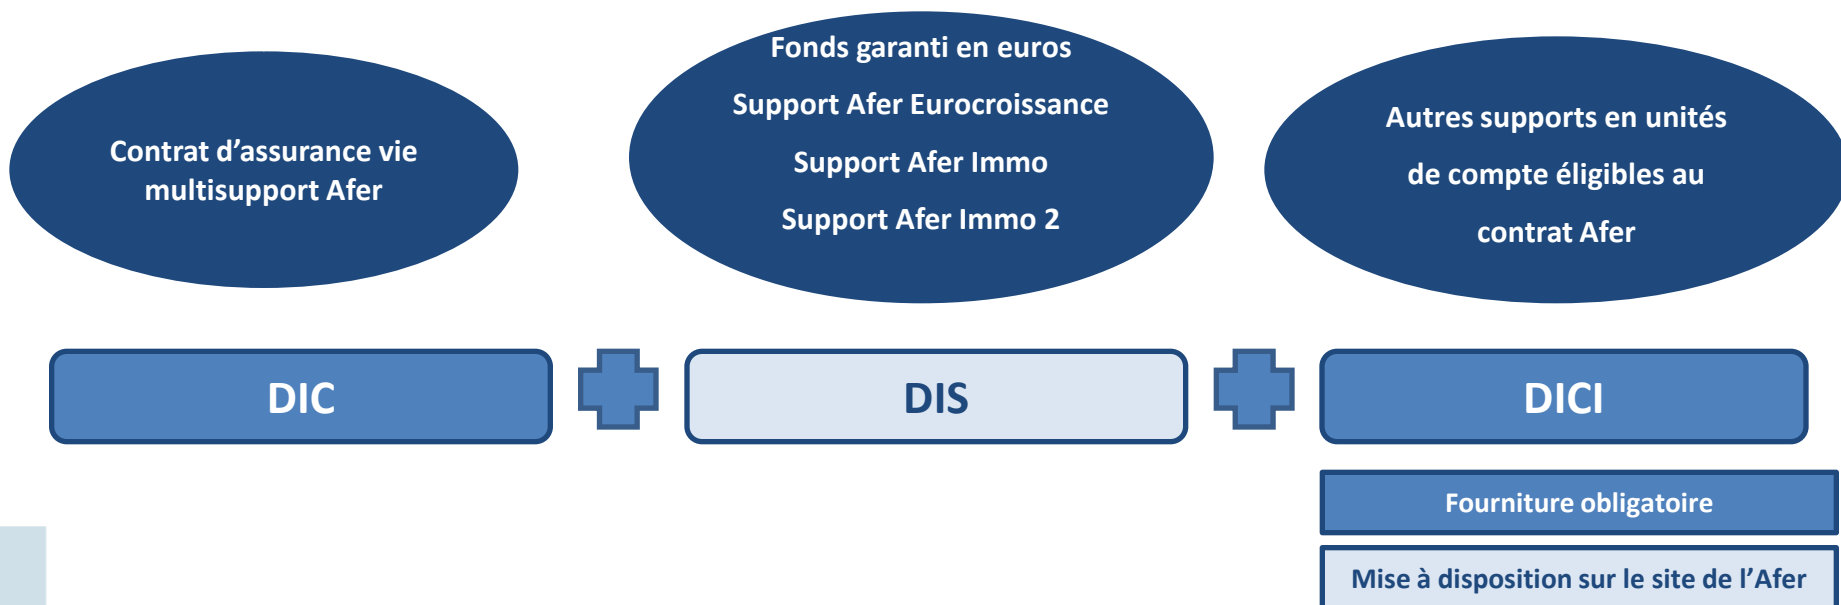 Contrat d'assurance vie
multisupport Afer
Fonds garanti en euros
Support Afer Eurocroissance
Support Afer Immo
Support Afer Immo 2
Autres supports en unités
de compte éligibles au
contrat Afer
DIC
DIS
DICI
Fourniture obligatoire
Mise à disposition sur le site de l'Afer